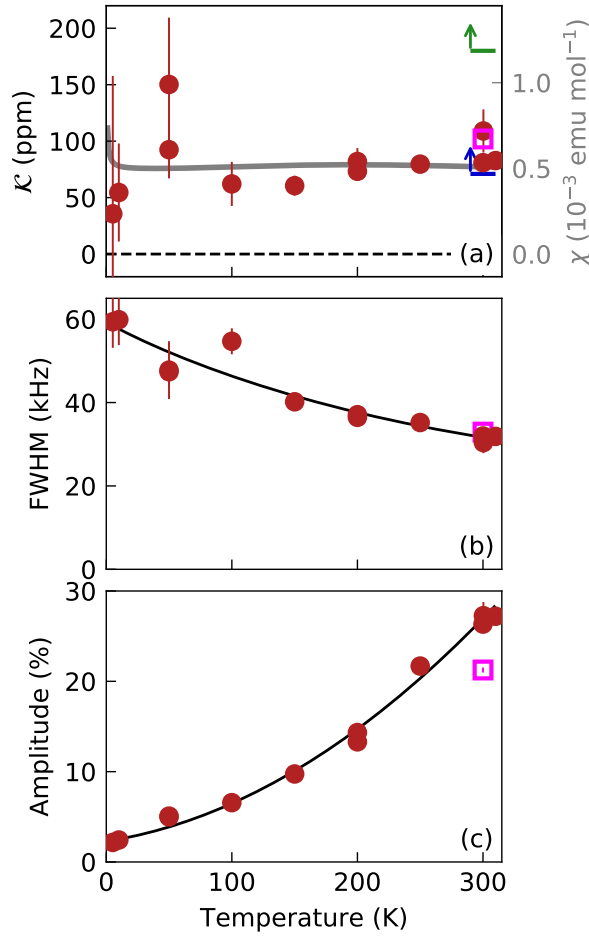 200
150
100
50
0
𝒦 (ppm)
1.0
0.5
0.0
χ (10⁻³ emu mol⁻¹)
(a)
60
40
20
0
FWHM (kHz)
(b)
30
20
10
0
Amplitude (%)
(c)
0 100 200 300
Temperature (K)